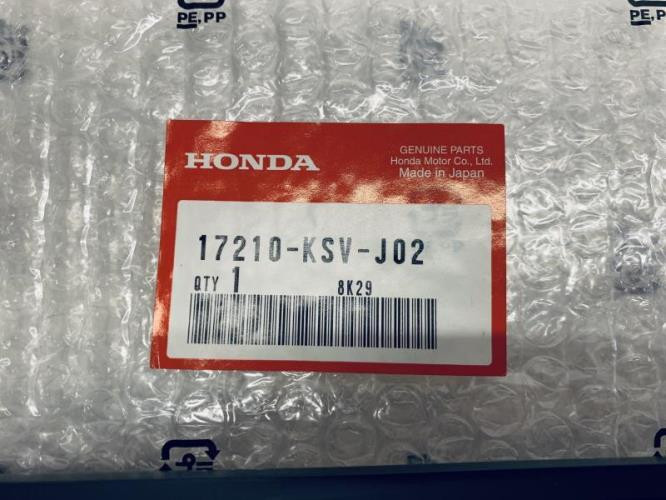 PE, PP
PE, PP
HONDA
GENUINE PARTS
Honda Motor Co., Ltd.
Made in Japan
17210-KSV-J02
QTY 1 8K29